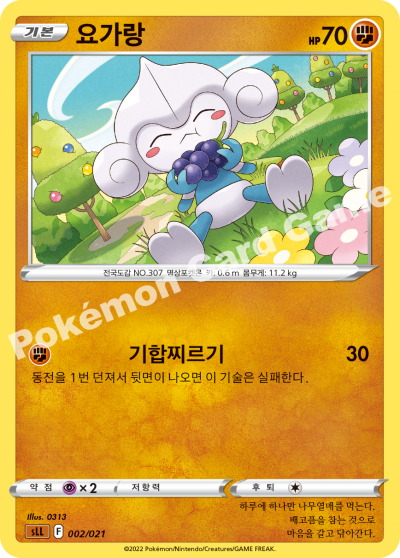 기본 요가랑 HP 70
전국도감 NO.307 명상포켓몬 키: 0.6 m 몸무게: 11.2 kg
Pokémon Card Game
기합찌르기 30
동전을 1번 던져서 뒷면이 나오면 이 기술은 실패한다.
약점 ×2 저항력 후퇴
Illus. 0313
sLL F 002/021
하루에 하나만 나무열매를 먹는다.
배고픔을 참는 것으로
마음을 갈고 닦아간다.
©2022 Pokémon/Nintendo/Creatures/GAME FREAK.